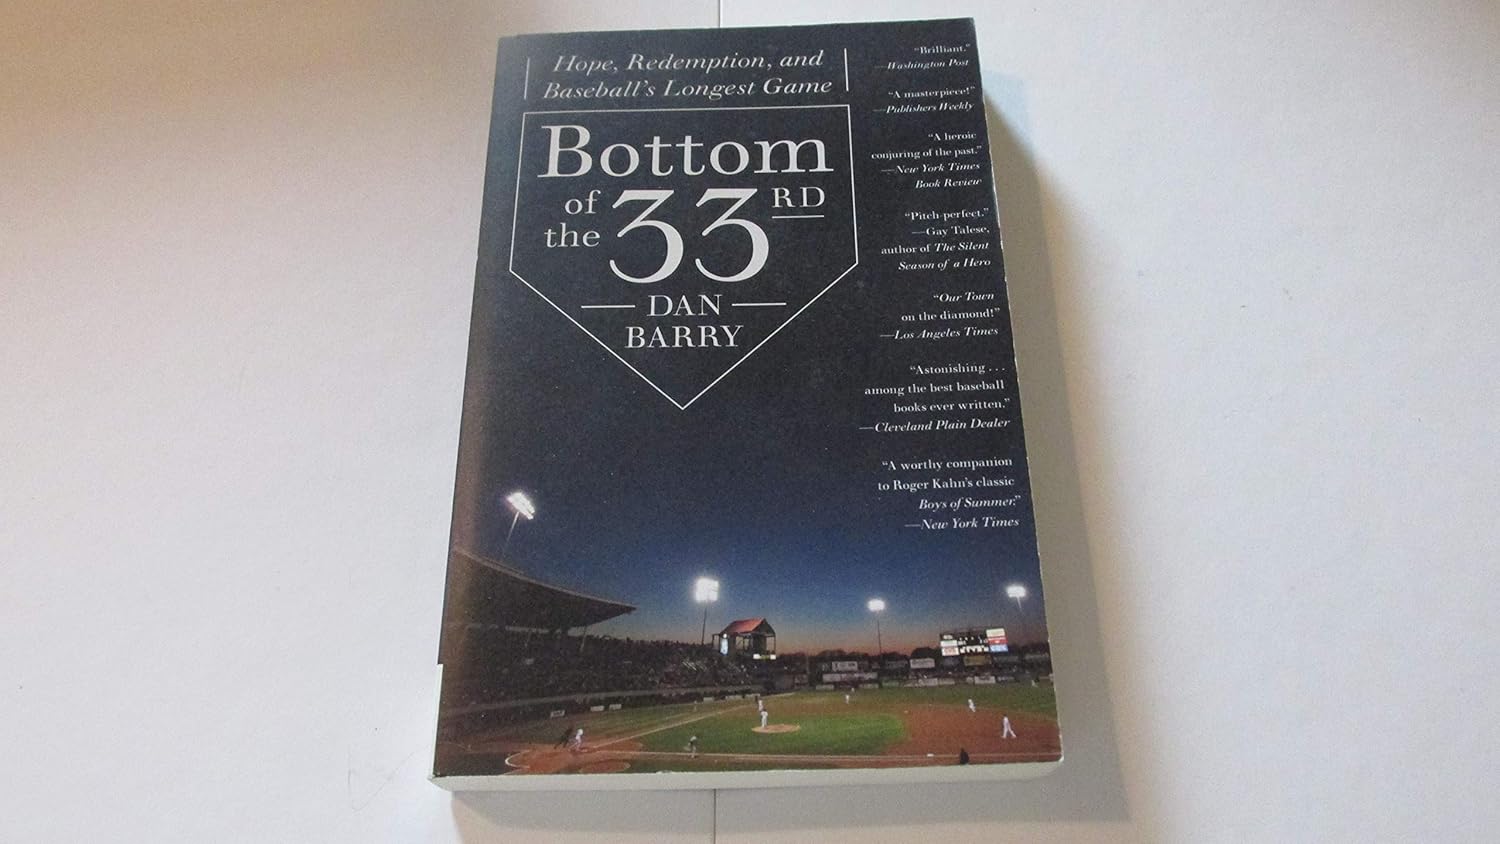 Hope, Redemption, and
Baseball's Longest Game
Bottom
of
the 33RD
DAN
BARRY
"Brilliant."
—Washington Post
"A masterpiece!"
—Publishers Weekly
"A heroic
conjuring of the past."
—New York Times
Book Review
"Pitch-perfect."
—Gay Talese,
author of The Silent
Season of a Hero
"Our Town
on the diamond!"
—Los Angeles Times
"Astonishing . . .
among the best baseball
books ever written."
—Cleveland Plain Dealer
"A worthy companion
to Roger Kahn's classic
Boys of Summer."
—New York Times